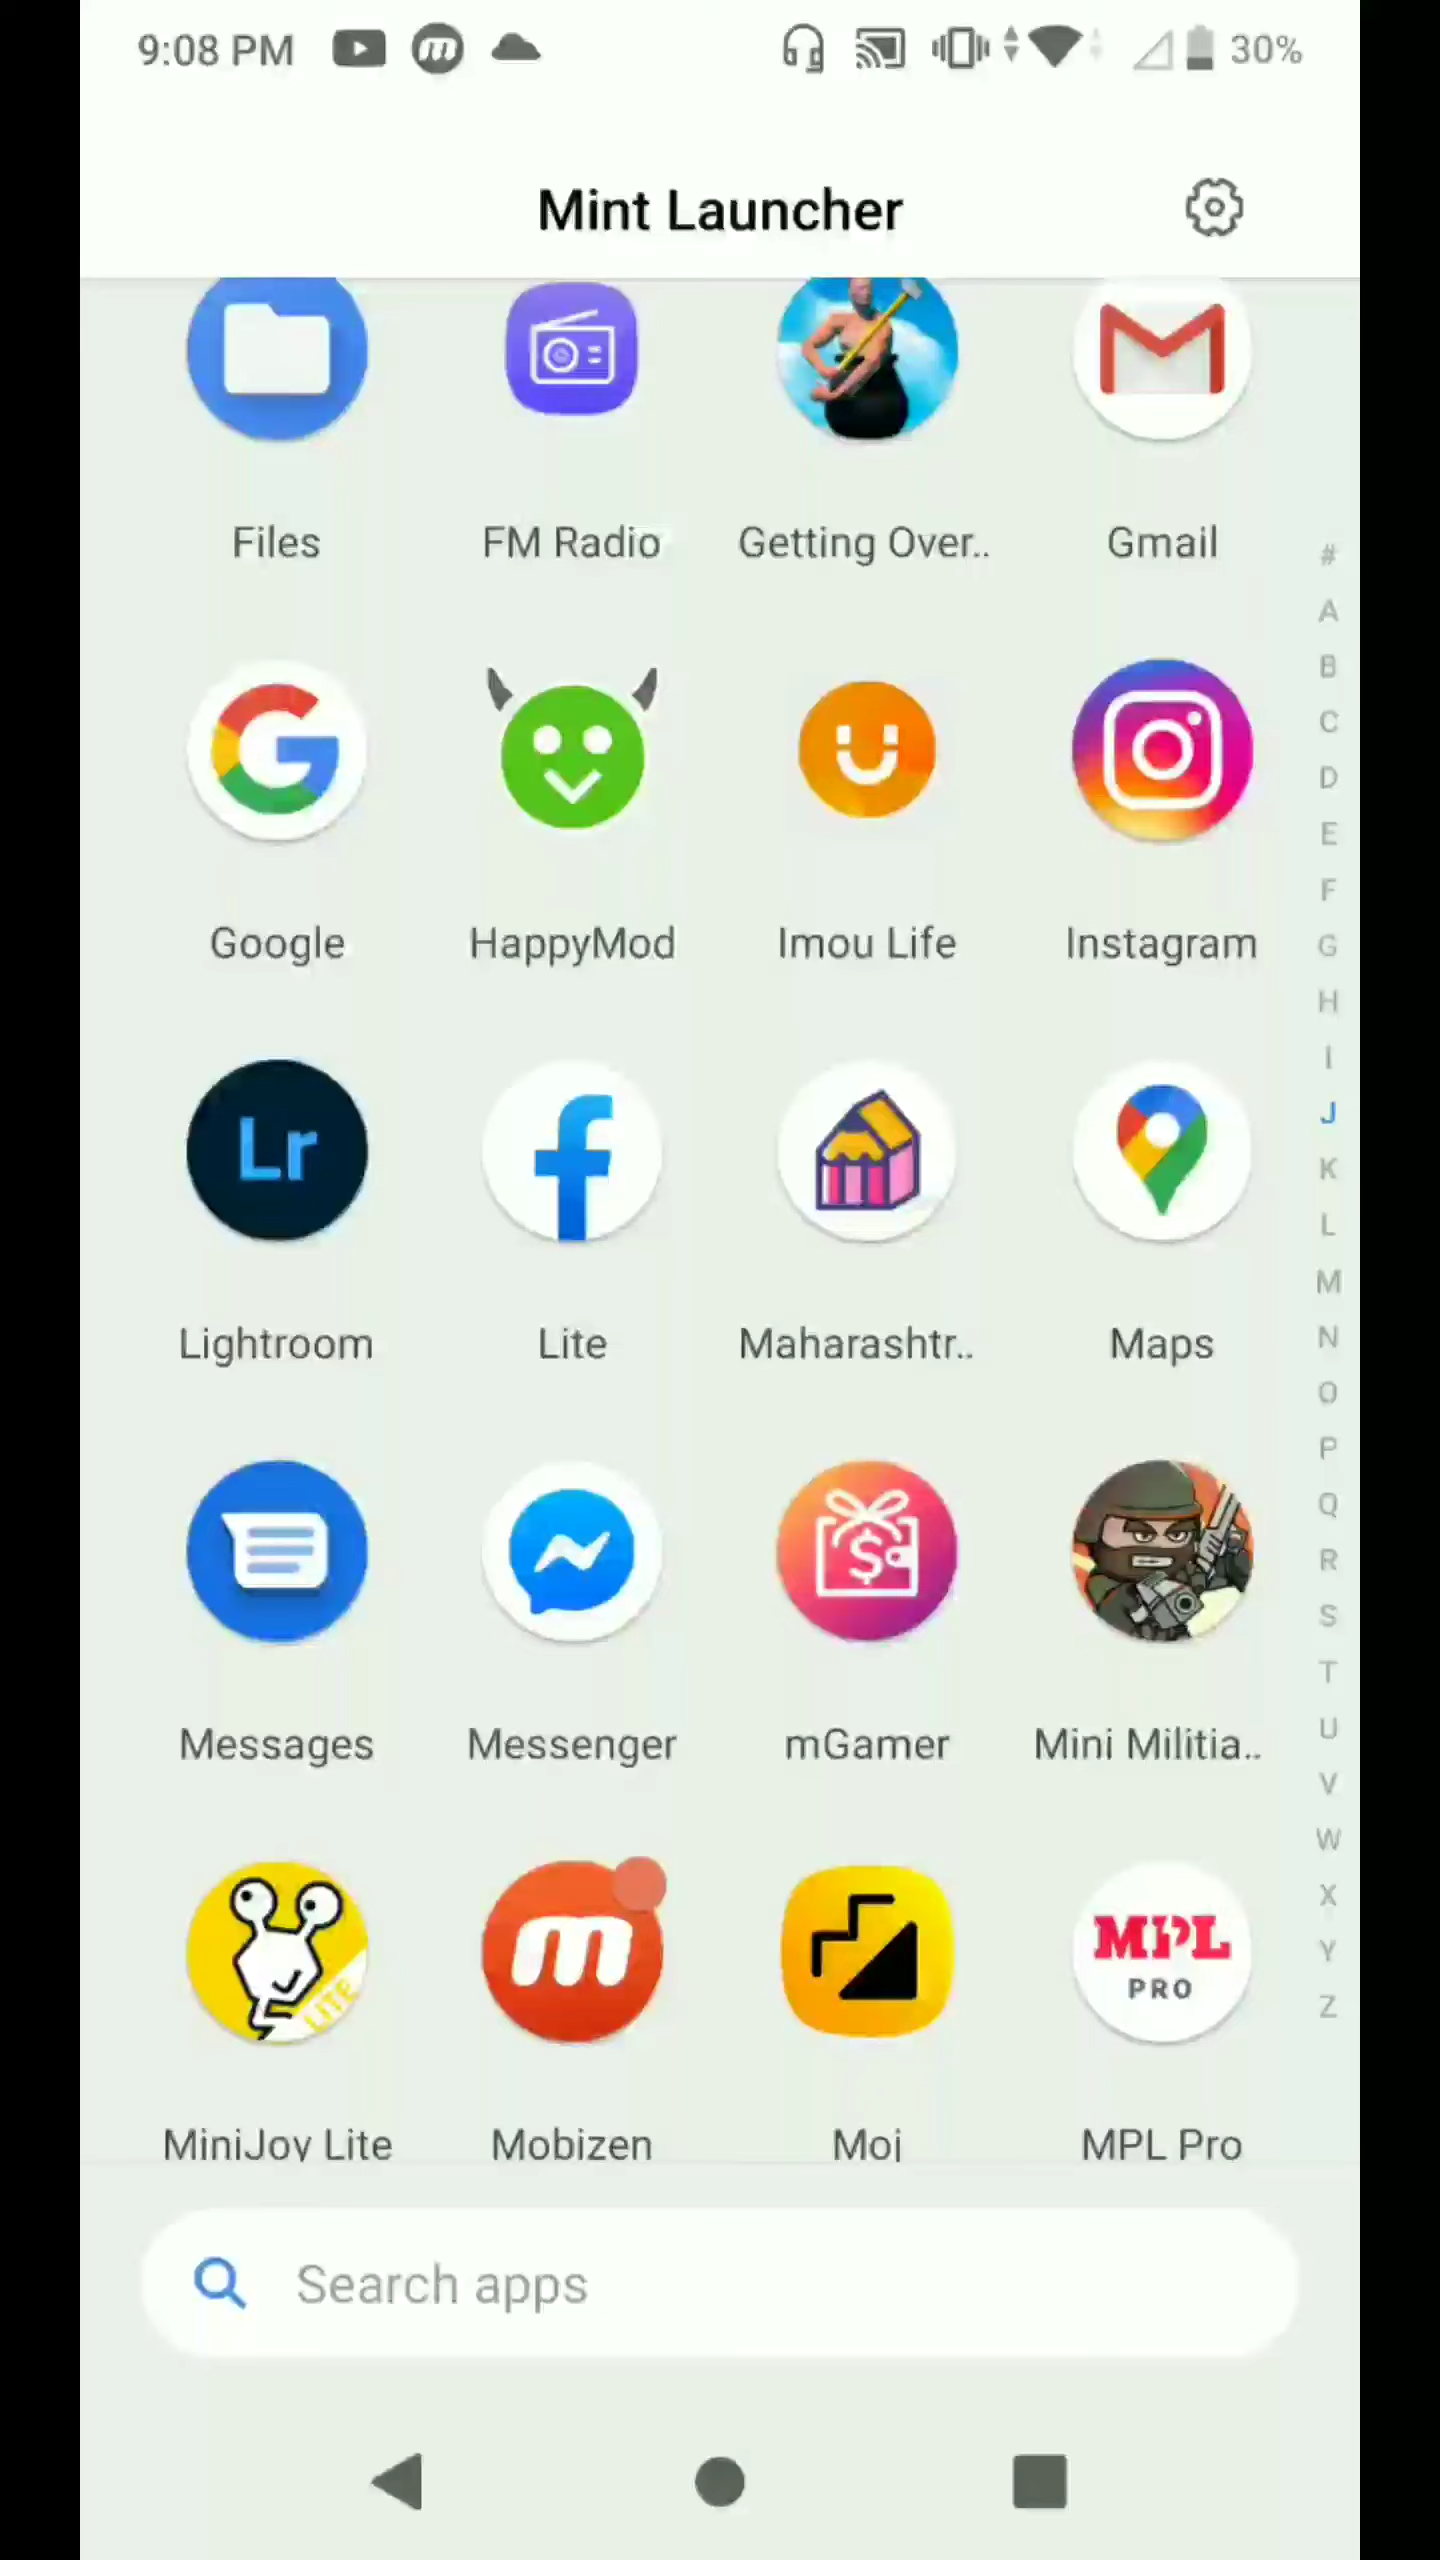 9:08 PM
30%
Mint Launcher
Files
FM Radio
Getting Over..
Gmail
Google
HappyMod
Imou Life
Instagram
Lr
Lightroom
Lite
Maharashtr..
Maps
Messages
Messenger
mGamer
Mini Militia..
LITE
m
MPL
PRO
MiniJoy Lite
Mobizen
Moj
MPL Pro
#
A
B
C
D
E
F
G
H
I
J
K
L
M
N
O
P
Q
R
S
T
U
V
W
X
Y
Z
Search apps